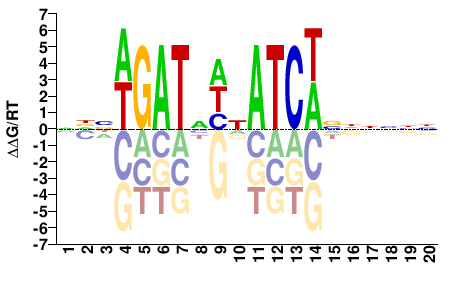 7
6
5
4
3
2
1
0
-1
-2
-3
-4
-5
-6
-7
ΔΔG/RT
A G A T A A T A T C T
T T C A
C A C A G C A A C
G C G C G C G
T T G T G T
1 2 3 4 5 6 7 8 9 10 11 12 13 14 15 16 17 18 19 20